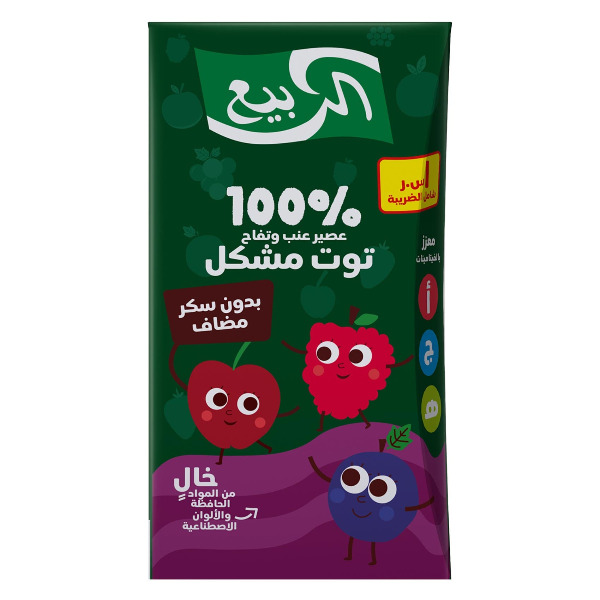 الربيع
١ س.ر
شامل الضريبة
100%
عصير عنب وتفاح
توت مشكل
معزز
بالفيتامينات
بدون سكر
مضاف
أ
ج
هـ
خالٍ
من المواد
الحافظة
والألوان
الاصطناعية